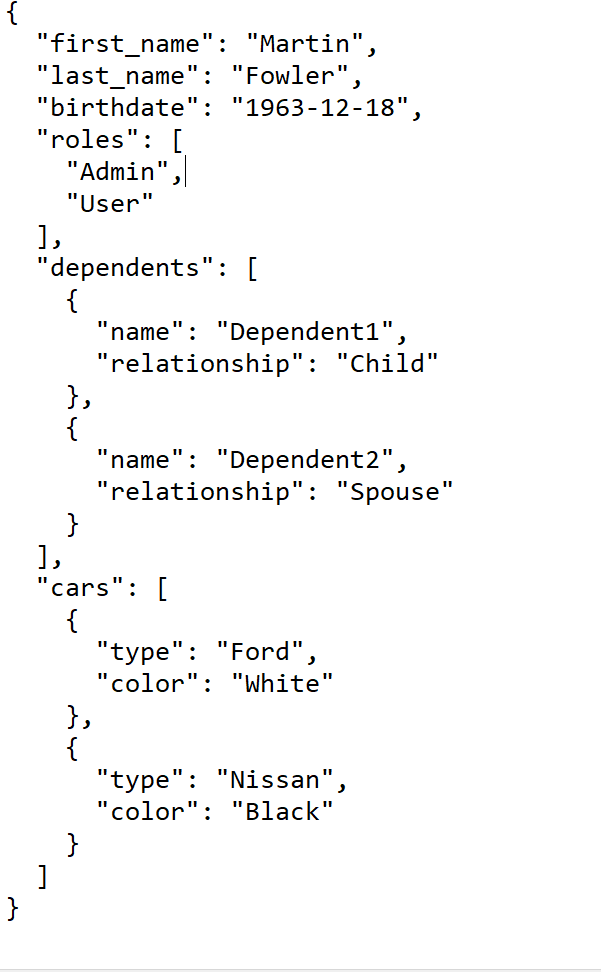 {
  "first_name": "Martin",
  "last_name": "Fowler",
  "birthdate": "1963-12-18",
  "roles": [
    "Admin",
    "User"
  ],
  "dependents": [
    {
      "name": "Dependent1",
      "relationship": "Child"
    },
    {
      "name": "Dependent2",
      "relationship": "Spouse"
    }
  ],
  "cars": [
    {
      "type": "Ford",
      "color": "White"
    },
    {
      "type": "Nissan",
      "color": "Black"
    }
  ]
}